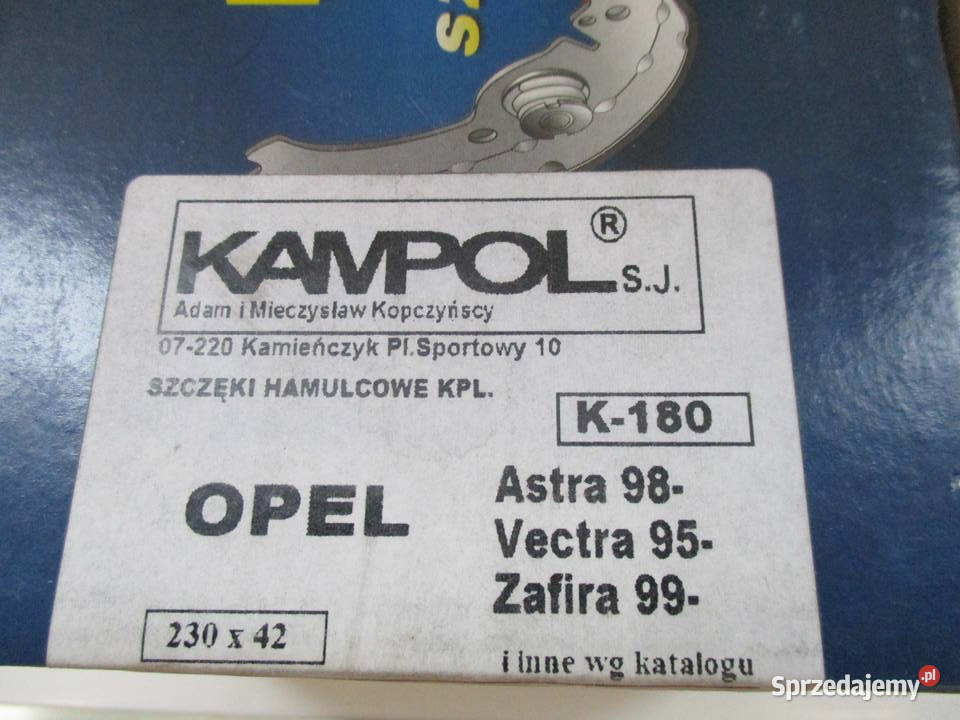 KAMPOL® S.J.
Adam i Mieczysław Kopczyńscy
07-220 Kamieńczyk Pl.Sportowy 10
SZCZĘKI HAMULCOWE KPL.
K-180
OPEL
Astra 98-
Vectra 95-
Zafira 99-
230 x 42
i inne wg katalogu
Sprzedajemy.pl